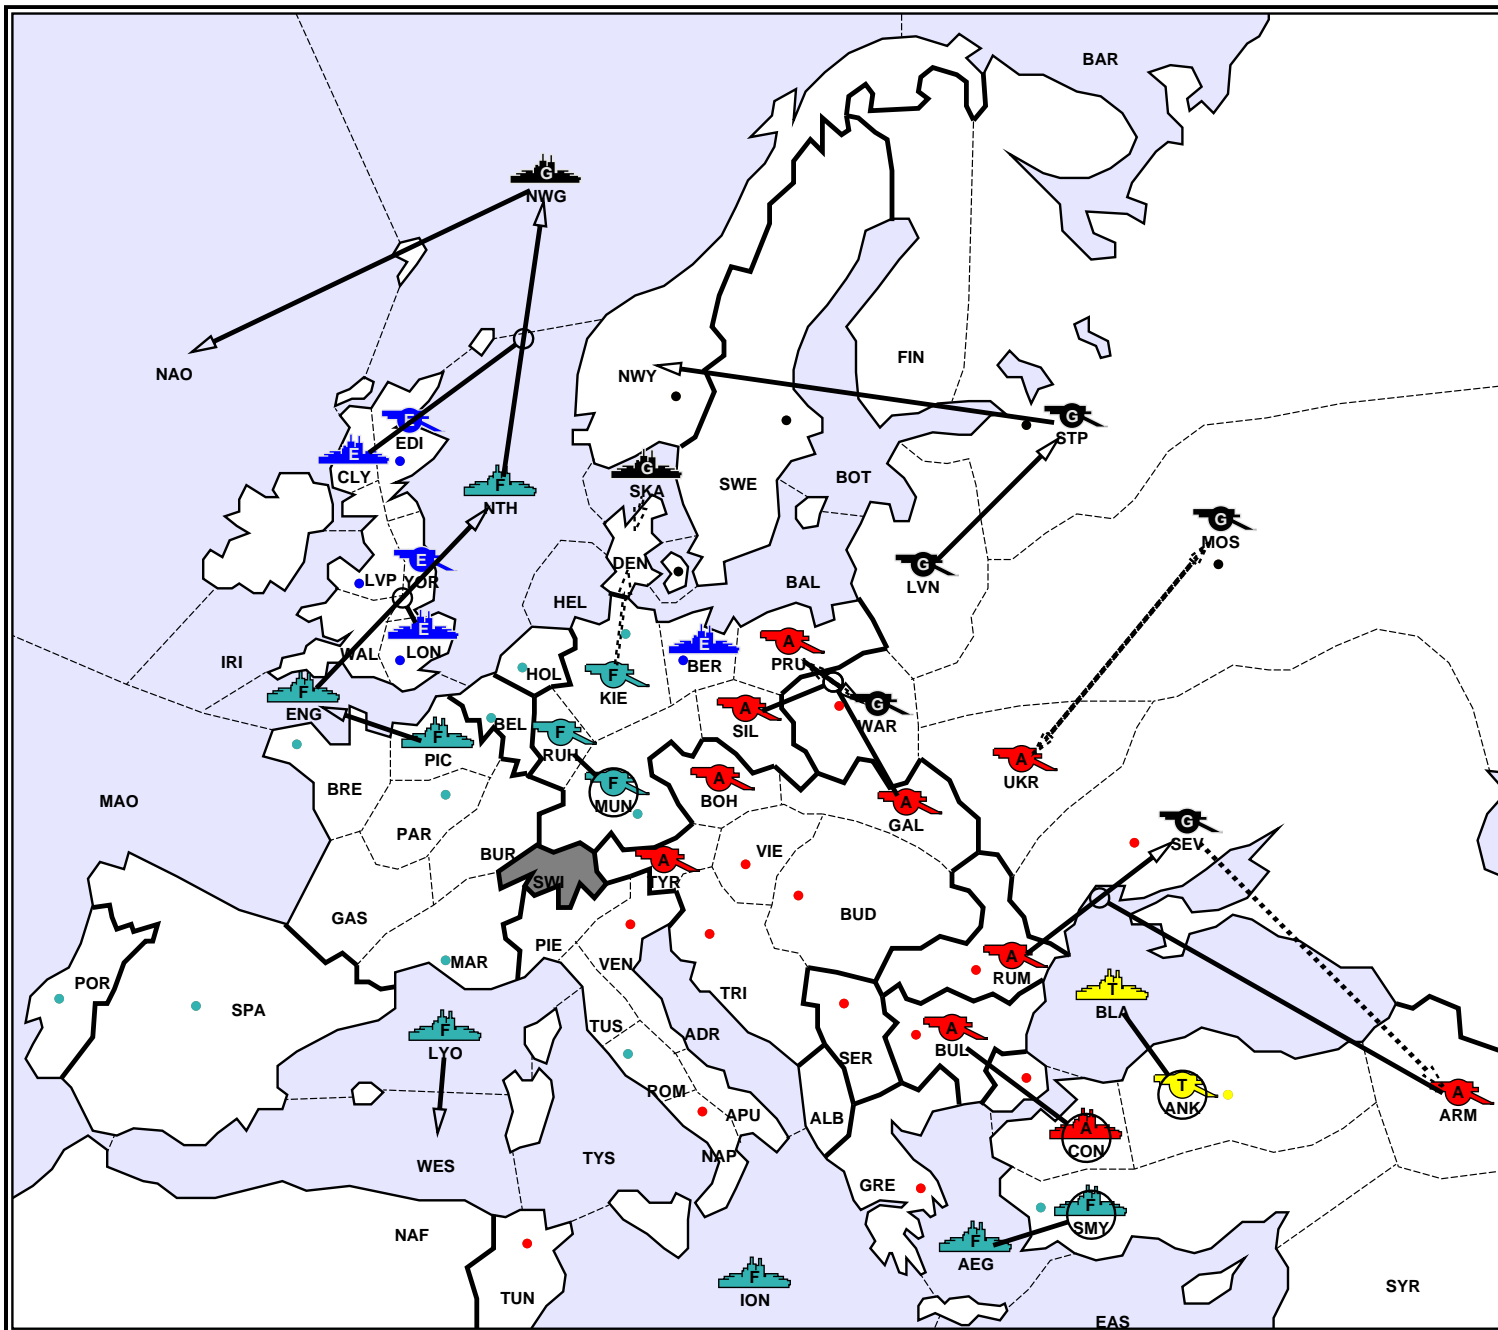 BAR
G
NWG
NAO
FIN
NWY
E
EDI
G
STP
E
CLY
F
NTH
G
SKA
SWE
BOT
G
MOS
E
LVP
YOR
DEN
BAL
G
LVN
HEL
E
LON
WAL
IRI
E
BER
A
PRU
HOL
F
KIE
F
ENG
F
PIC
BEL
F
RUH
A
SIL
G
WAR
A
UKR
BRE
MAO
F
MUN
A
BOH
A
GAL
PAR
G
SEV
BUR
VIE
SWI
A
TYR
GAS
BUD
PIE
VEN
MAR
A
RUM
POR
SPA
TRI
T
BLA
F
LYO
TUS
ADR
A
BUL
SER
ROM
APU
ALB
T
ANK
A
ARM
A
CON
WES
TYS
NAP
GRE
F
SMY
NAF
F
AEG
F
ION
TUN
SYR
EAS